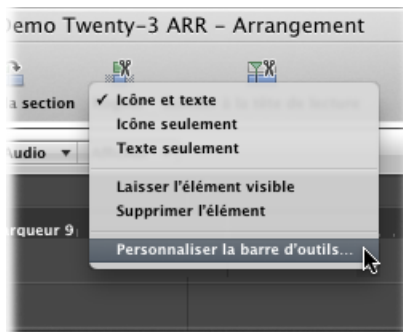 Demo Twenty-3 ARR – Arrangement
a section
✓ Icône et texte
Icône seulement
Texte seulement
Audio
Laisser l'élément visible
Supprimer l'élément
arqueur 9
Personnaliser la barre d'outils...